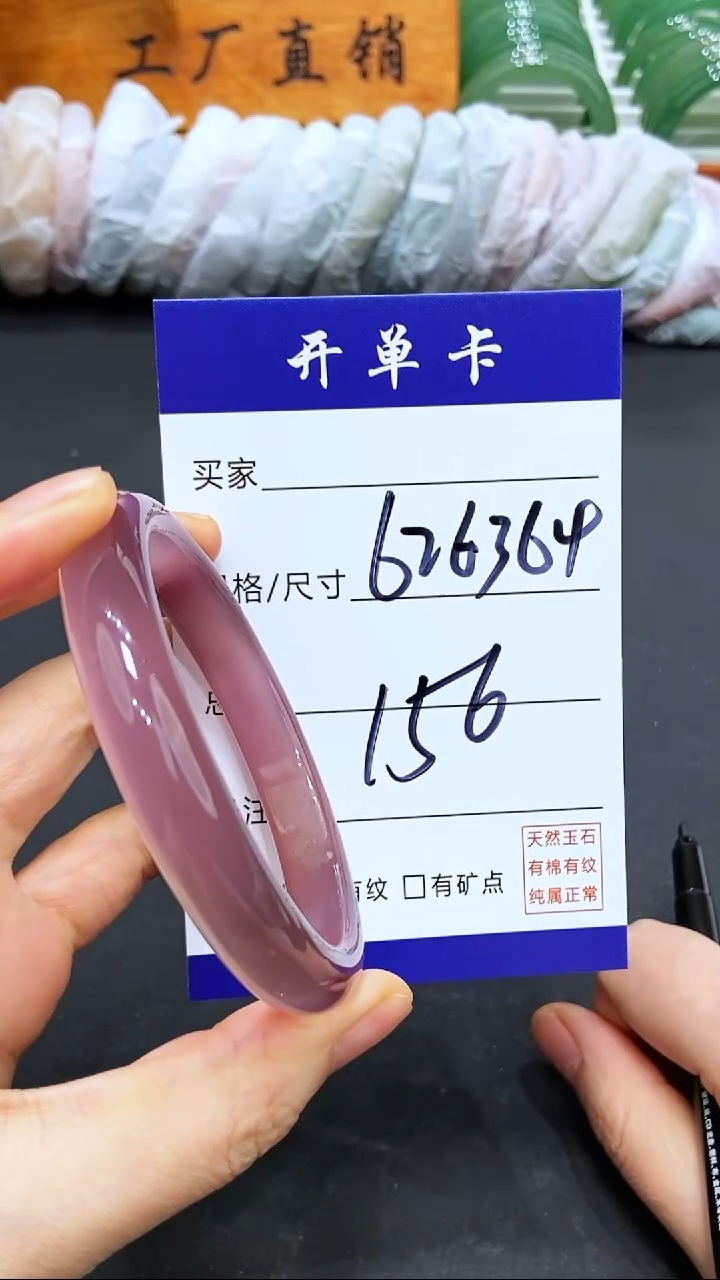 工厂直销
开单卡
买家
格/尺寸 626364
总 156
注
有纹 □有矿点
天然玉石
有棉有纹
纯属正常